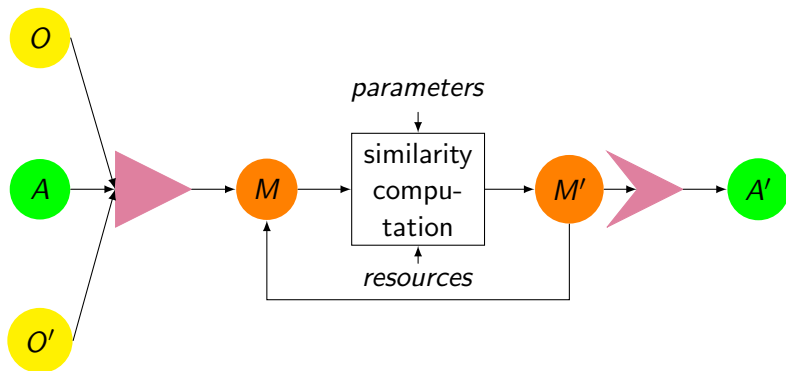 O
parameters
A
M
similarity
compu-
tation
M′
A′
resources
O′